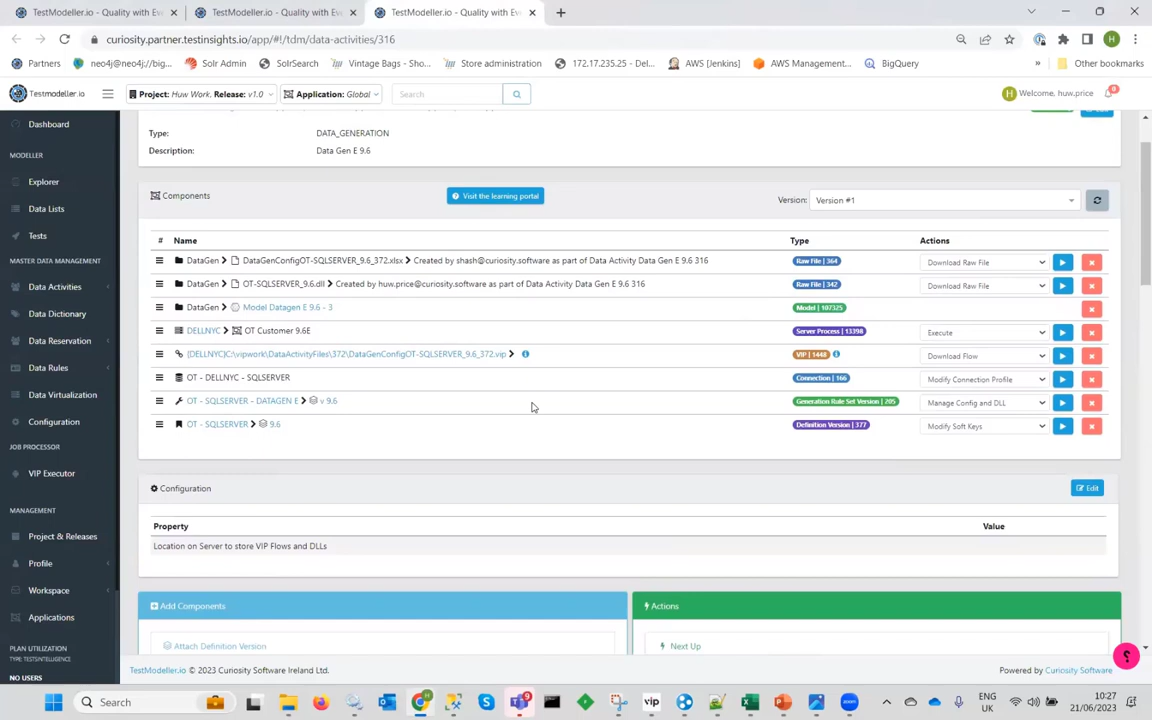 TestModeller.io - Quality with Eve
TestModeller.io - Quality with Eve
TestModeller.io - Quality with Eve
curiosity.partner.testinsights.io/app/#!/tdm/data-activities/316
Partners
neo4j@neo4j://big...
Solr Admin
SolrSearch
Vintage Bags - Sho...
Store administration
172.17.235.25 - Del...
AWS [Jenkins]
AWS Management...
BigQuery
»
Other bookmarks
Testmodeller.io
Project: Huw Work, Release: v1.0
Application: Global
Search
H Welcome, huw.price
Dashboard
MODELLER
Explorer
Data Lists
Tests
MASTER DATA MANAGEMENT
Data Activities
Data Dictionary
Data Reservation
Data Rules
Data Virtualization
Configuration
JOB PROCESSOR
VIP Executor
MANAGEMENT
Project & Releases
Profile
Workspace
Applications
PLAN UTILIZATION
TYPE: TESTINTELLIGENCE
NO USERS
Type: DATA_GENERATION
Description: Data Gen E 9.6
Components
Visit the learning portal
Version: Version #1
# Name Type Actions
DataGen DataGenConfigOT-SQLSERVER_9.6_372.xlsx Created by shash@curiosity.software as part of Data Activity Data Gen E 9.6 316 Raw File | 364 Download Raw File
DataGen OT-SQLSERVER_9.6.dll Created by huw.price@curiosity.software as part of Data Activity Data Gen E 9.6 316 Raw File | 342 Download Raw File
DataGen Model Datagen E 9.6 - 3 Model | 107325
DELLNYC OT Customer 9.6E Server Process | 13398 Execute
(DELLNYC)C:\vipwork\DataActivityFiles\372\DataGenConfigOT-SQLSERVER_9.6_372.vip VIP | 1448 Download Flow
OT - DELLNYC - SQLSERVER Connection | 166 Modify Connection Profile
OT - SQLSERVER - DATAGEN E v 9.6 Generation Rule Set Version | 205 Manage Config and DLL
OT - SQLSERVER 9.6 Definition Version | 377 Modify Soft Keys
Configuration
Edit
Property Value
Location on Server to store VIP Flows and DLLs
Add Components
Attach Definition Version
Actions
Next Up
TestModeller.io © 2023 Curiosity Software Ireland Ltd.
Powered by Curiosity Software
Search
ENG
UK
10:27
21/06/2023